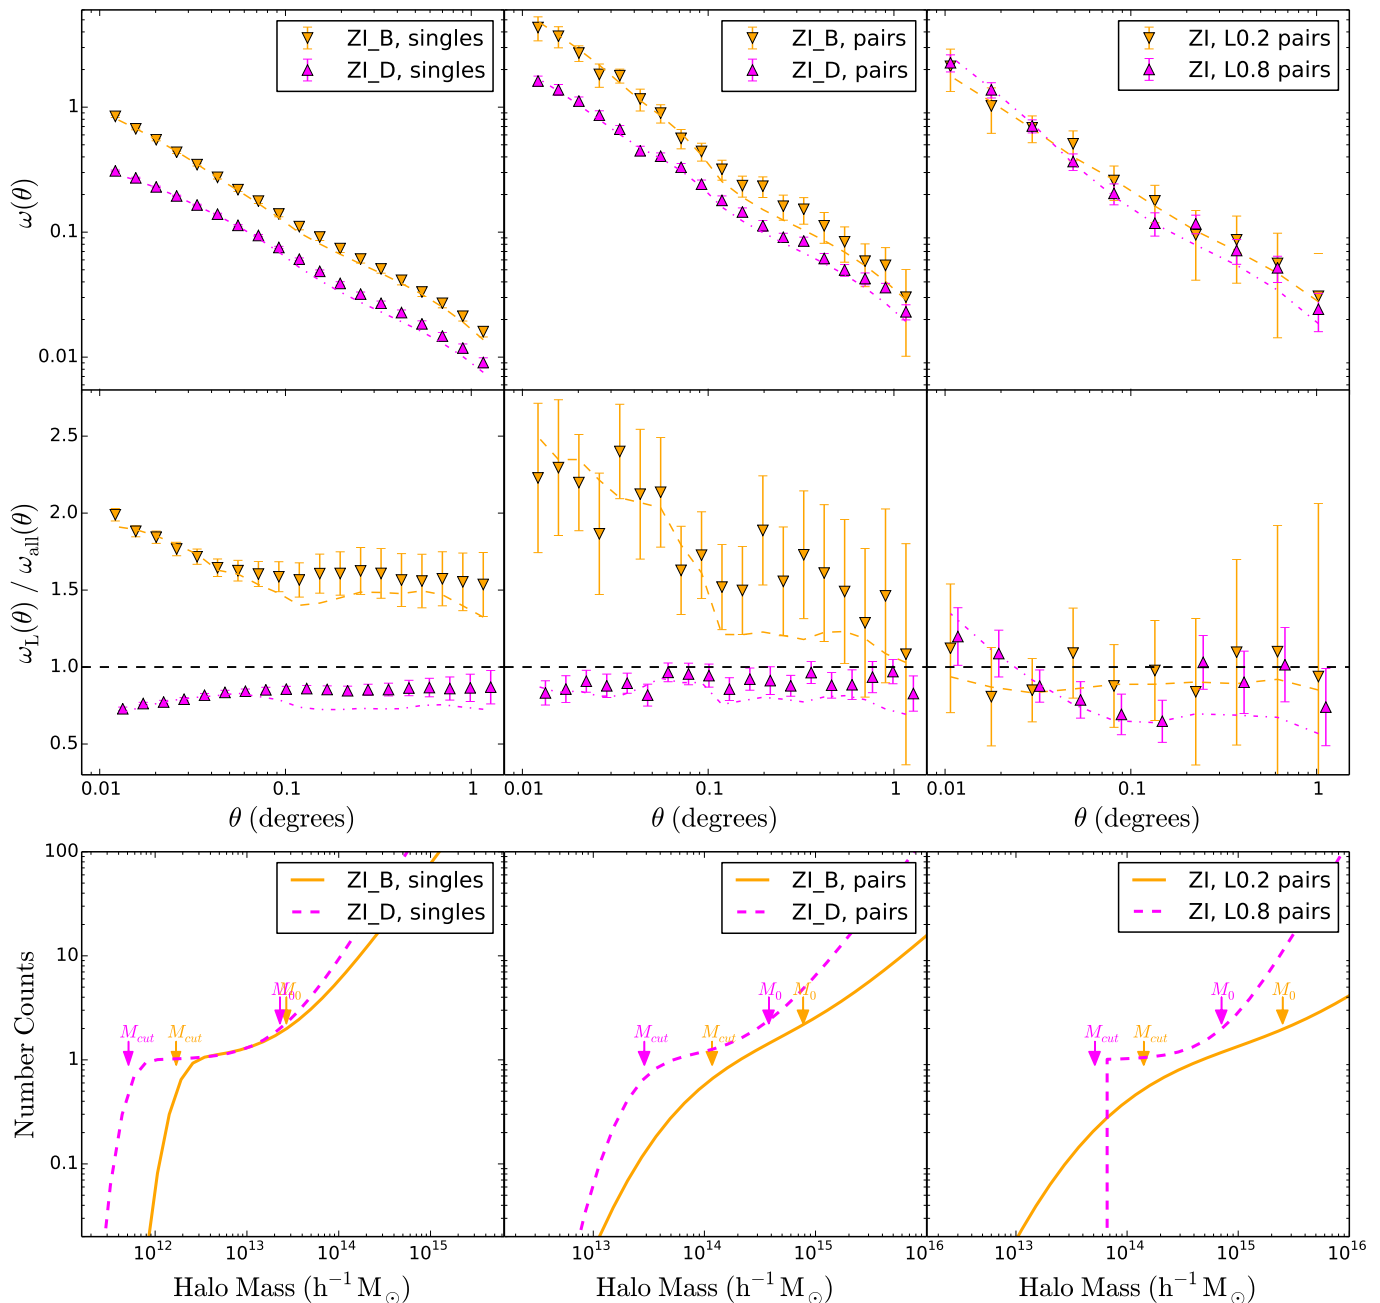 ZI_B, singles
ZI_D, singles
ZI_B, pairs
ZI_D, pairs
ZI, L0.2 pairs
ZI, L0.8 pairs
1
0.1
0.01
ω(θ)
2.5
2.0
1.5
1.0
0.5
ω_L(θ) / ω_all(θ)
0.01 0.1 1
0.01 0.1 1
0.01 0.1 1
θ (degrees)
θ (degrees)
θ (degrees)
100
10
1
0.1
Number Counts
ZI_B, singles
ZI_D, singles
M_cut
M_cut
M_0
M_0
ZI_B, pairs
ZI_D, pairs
M_cut
M_cut
M_0
M_0
ZI, L0.2 pairs
ZI, L0.8 pairs
M_cut
M_cut
M_0
M_0
10^12 10^13 10^14 10^15
10^13 10^14 10^15 10^16
10^13 10^14 10^15 10^16
Halo Mass (h^−1 M_⊙)
Halo Mass (h^−1 M_⊙)
Halo Mass (h^−1 M_⊙)